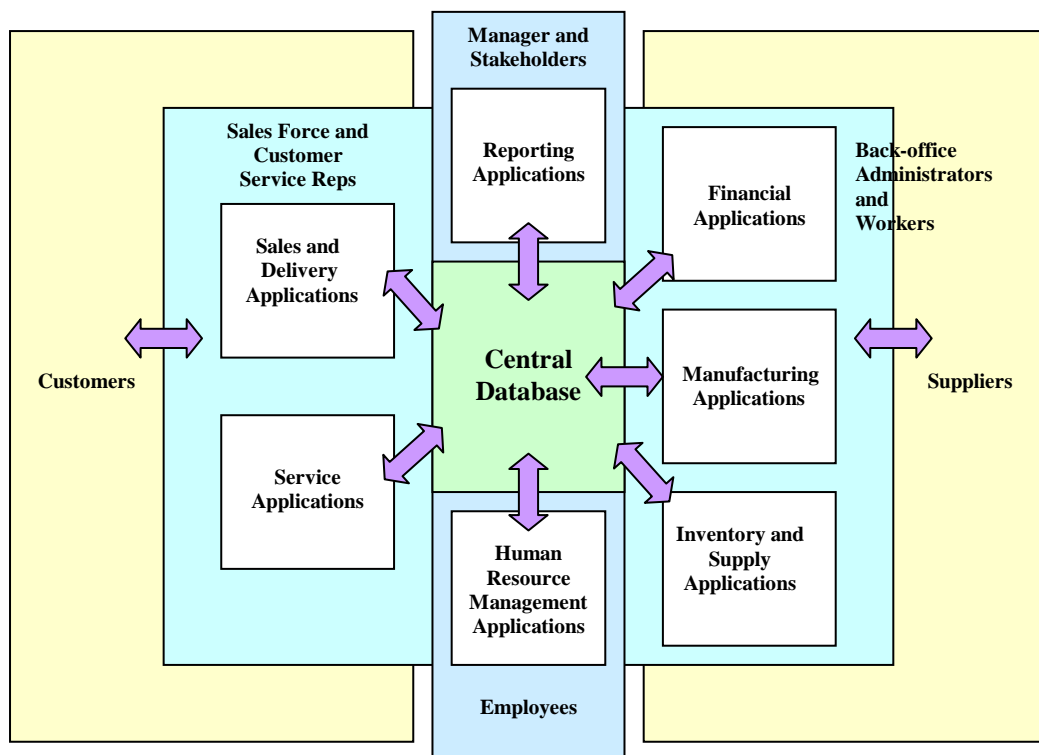 Manager and
Stakeholders
Reporting
Applications
Sales Force and
Customer
Service Reps
Sales and
Delivery
Applications
Service
Applications
Customers
Central
Database
Financial
Applications
Back-office
Administrators
and
Workers
Manufacturing
Applications
Suppliers
Inventory and
Supply
Applications
Human
Resource
Management
Applications
Employees